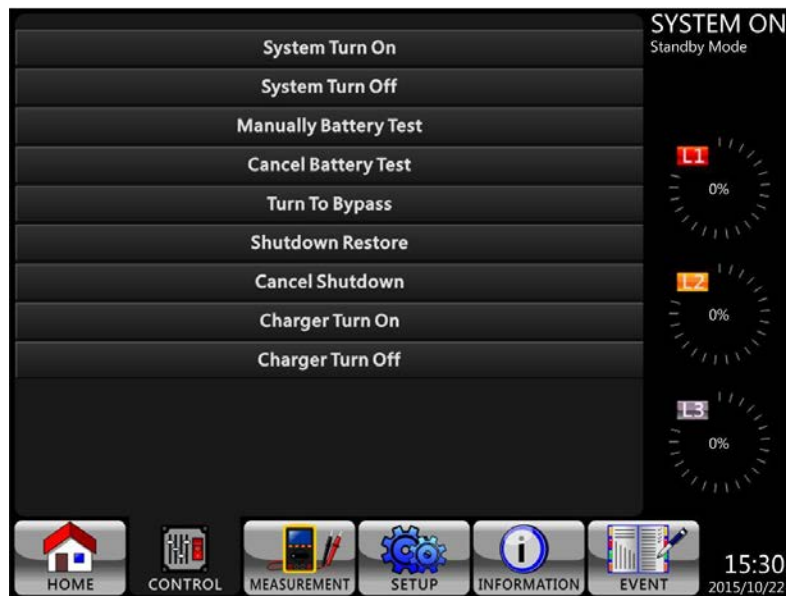 SYSTEM ON
Standby Mode
System Turn On
System Turn Off
Manually Battery Test
Cancel Battery Test
Turn To Bypass
Shutdown Restore
Cancel Shutdown
Charger Turn On
Charger Turn Off
L1
0%
L2
0%
L3
0%
HOME
CONTROL
MEASUREMENT
SETUP
INFORMATION
EVENT
15:30
2015/10/22